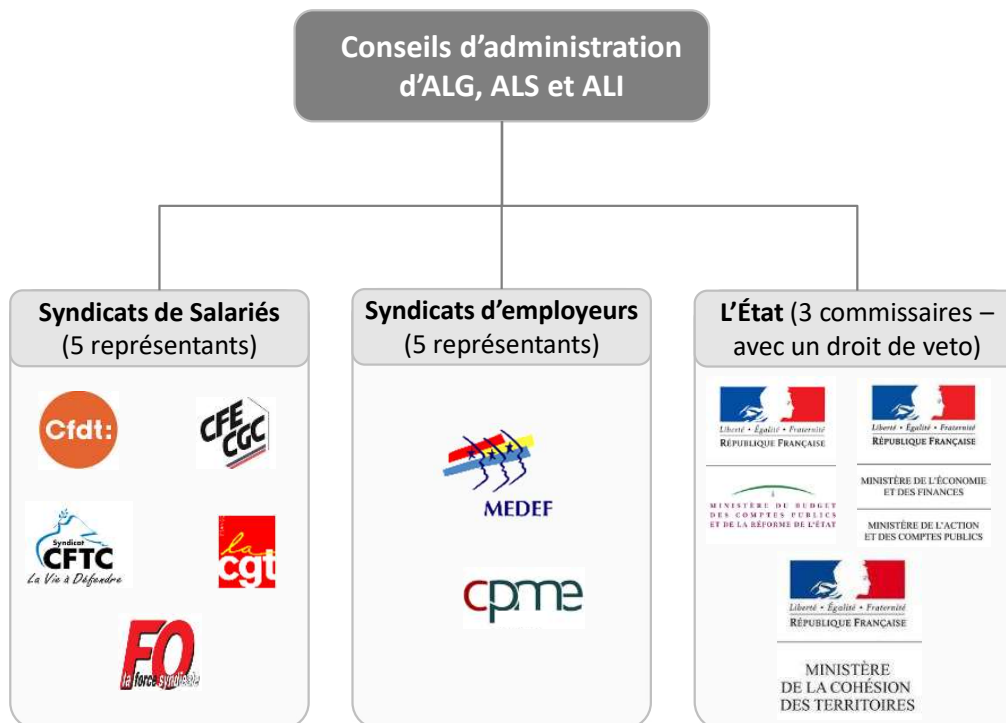 Conseils d’administration
d’ALG, ALS et ALI
Syndicats de Salariés
(5 représentants)
Cfdt:
CFE
CGC
Syndicat
CFTC
La Vie à Défendre
la
cgt
FO
la force syndicale
Syndicats d’employeurs
(5 représentants)
MEDEF
cpme
L’État (3 commissaires –
avec un droit de veto)
Liberté • Égalité • Fraternité
RÉPUBLIQUE FRANÇAISE
MINISTÈRE DU BUDGET
DES COMPTES PUBLICS
ET DE LA RÉFORME DE L'ÉTAT
Liberté • Égalité • Fraternité
RÉPUBLIQUE FRANÇAISE
MINISTÈRE DE L'ÉCONOMIE
ET DES FINANCES
MINISTÈRE DE L'ACTION
ET DES COMPTES PUBLICS
Liberté • Égalité • Fraternité
RÉPUBLIQUE FRANÇAISE
MINISTÈRE
DE LA COHÉSION
DES TERRITOIRES